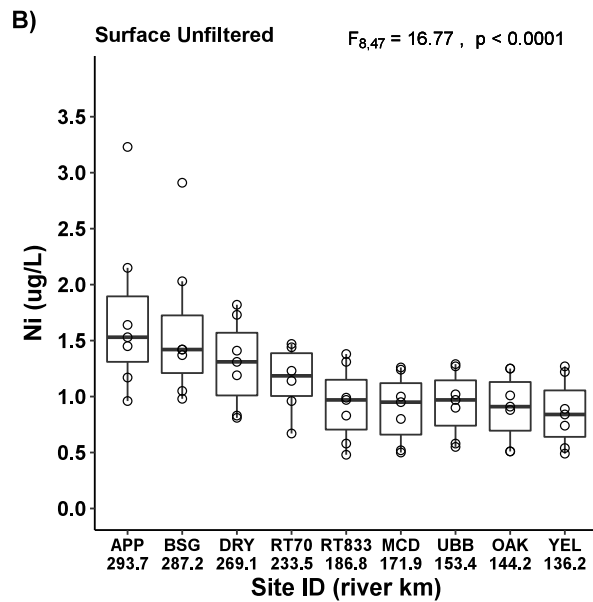 B)
Surface Unfiltered
F8,47 = 16.77 , p < 0.0001
Ni (ug/L)
3.5
3.0
2.5
2.0
1.5
1.0
0.5
0.0
APP BSG DRY RT70 RT833 MCD UBB OAK YEL
293.7 287.2 269.1 233.5 186.8 171.9 153.4 144.2 136.2
Site ID (river km)